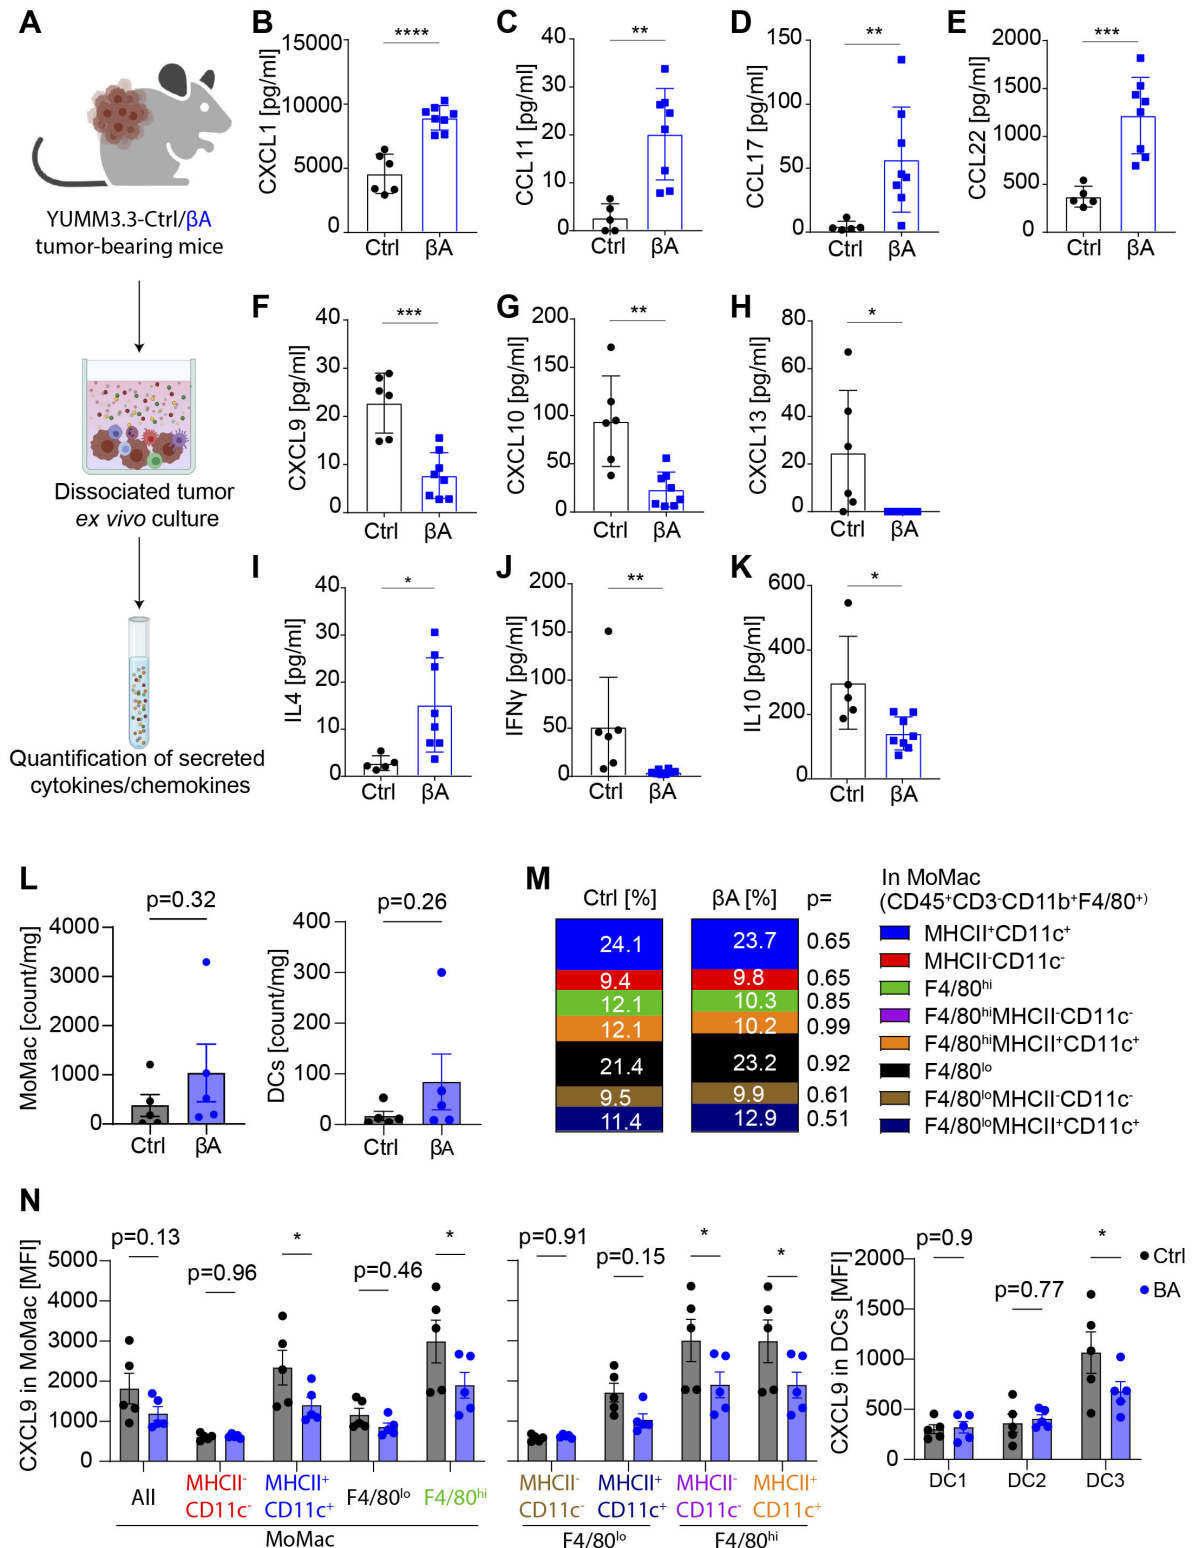 A
YUMM3.3-Ctrl/βA
tumor-bearing mice
Dissociated tumor
ex vivo culture
Quantification of secreted
cytokines/chemokines
B
CXCL1 [pg/ml]
15000
10000
5000
0
****
Ctrl
βA
C
CCL11 [pg/ml]
40
30
20
10
0
**
Ctrl
βA
D
CCL17 [pg/ml]
150
100
50
0
**
Ctrl
βA
E
CCL22 [pg/ml]
2000
1500
1000
500
0
***
Ctrl
βA
F
CXCL9 [pg/ml]
40
30
20
10
0
***
Ctrl
βA
G
CXCL10 [pg/ml]
200
150
100
50
0
**
Ctrl
βA
H
CXCL13 [pg/ml]
80
60
40
20
0
*
Ctrl
βA
I
IL4 [pg/ml]
40
30
20
10
0
*
Ctrl
βA
J
IFNγ [pg/ml]
200
150
100
50
0
**
Ctrl
βA
K
IL10 [pg/ml]
600
400
200
0
*
Ctrl
βA
L
MoMac [count/mg]
4000
3000
2000
1000
0
p=0.32
Ctrl
βA
DCs [count/mg]
400
300
200
100
0
p=0.26
Ctrl
βA
M
Ctrl [%]
βA [%]
p=
24.1
23.7
0.65
9.4
9.8
0.65
12.1
10.3
0.85
12.1
10.2
0.99
21.4
23.2
0.92
9.5
9.9
0.61
11.4
12.9
0.51
In MoMac
(CD45⁺CD3⁻CD11b⁺F4/80⁺⁾
MHCII⁺CD11c⁺
MHCII⁻CD11c⁻
F4/80ʰⁱ
F4/80ʰⁱMHCII⁻CD11c⁻
F4/80ʰⁱMHCII⁺CD11c⁺
F4/80ˡᵒ
F4/80ˡᵒMHCII⁻CD11c⁻
F4/80ˡᵒMHCII⁺CD11c⁺
N
CXCL9 in MoMac [MFI]
5000
4000
3000
2000
1000
0
p=0.13
p=0.96
*
p=0.46
*
All
MHCII⁻
CD11c⁻
MHCII⁺
CD11c⁺
F4/80ˡᵒ
F4/80ʰⁱ
MoMac
p=0.91
p=0.15
*
*
MHCII⁻
CD11c⁻
MHCII⁺
CD11c⁺
MHCII⁻
CD11c⁻
MHCII⁺
CD11c⁺
F4/80ˡᵒ
F4/80ʰⁱ
CXCL9 in DCs [MFI]
2000
1500
1000
500
0
p=0.9
p=0.77
*
DC1
DC2
DC3
Ctrl
BA